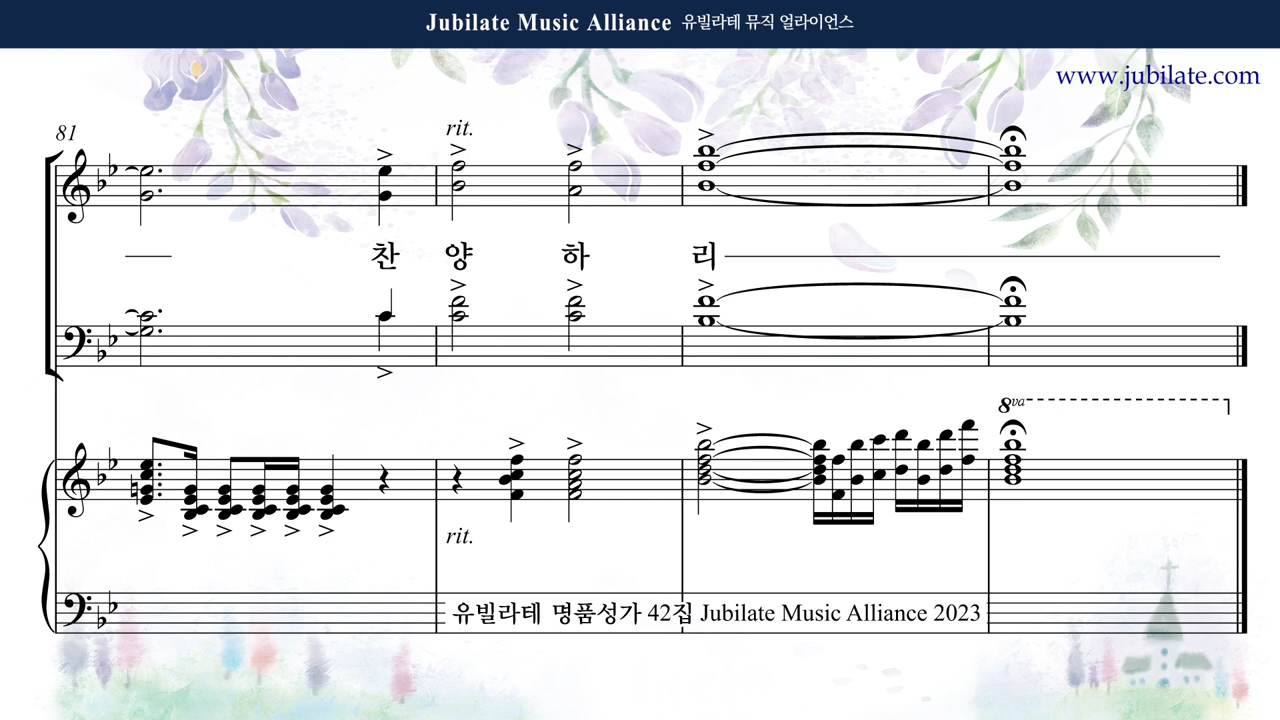 Jubilate Music Alliance 유빌라테 뮤직 얼라이언스
www.jubilate.com
81
rit.
찬 양 하 리
8va
rit.
유빌라테 명품성가 42집 Jubilate Music Alliance 2023